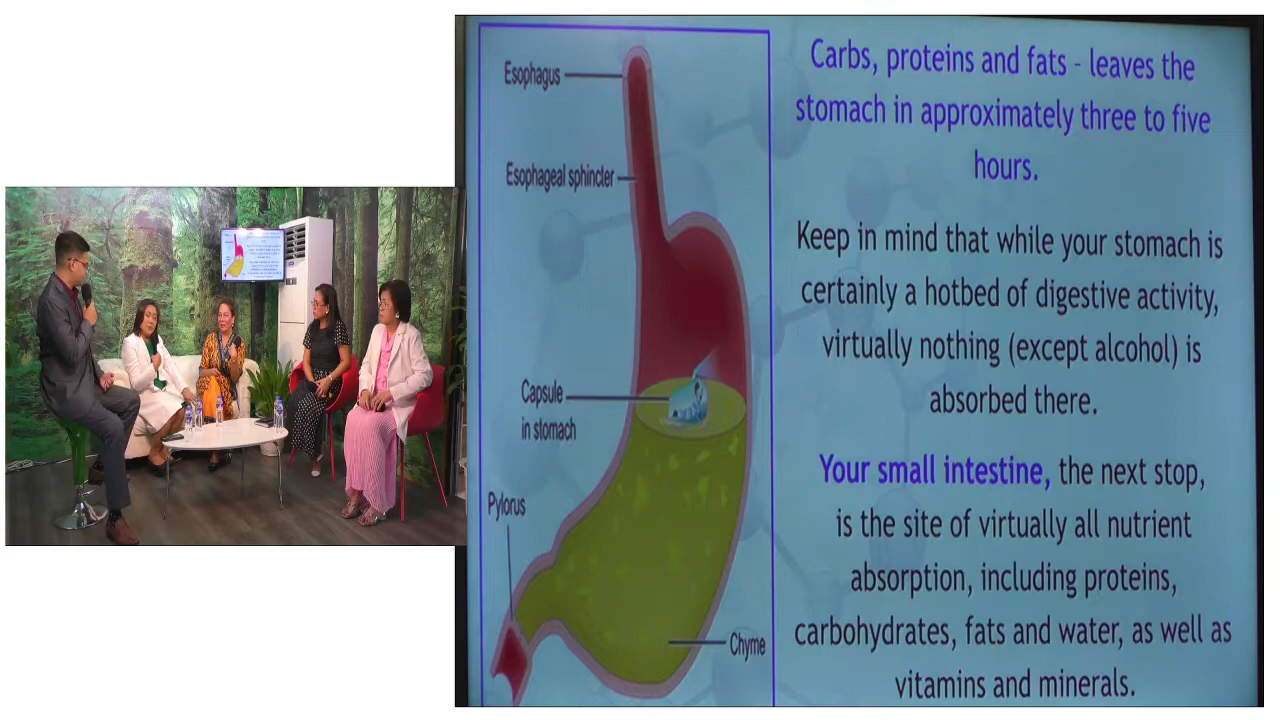 Esophagus
Esophageal sphincter
Capsule
in stomach
Pylorus
Chyme
Carbs, proteins and fats - leaves the
stomach in approximately three to five
hours.
Keep in mind that while your stomach is
certainly a hotbed of digestive activity,
virtually nothing (except alcohol) is
absorbed there.
Your small intestine, the next stop,
is the site of virtually all nutrient
absorption, including proteins,
carbohydrates, fats and water, as well as
vitamins and minerals.